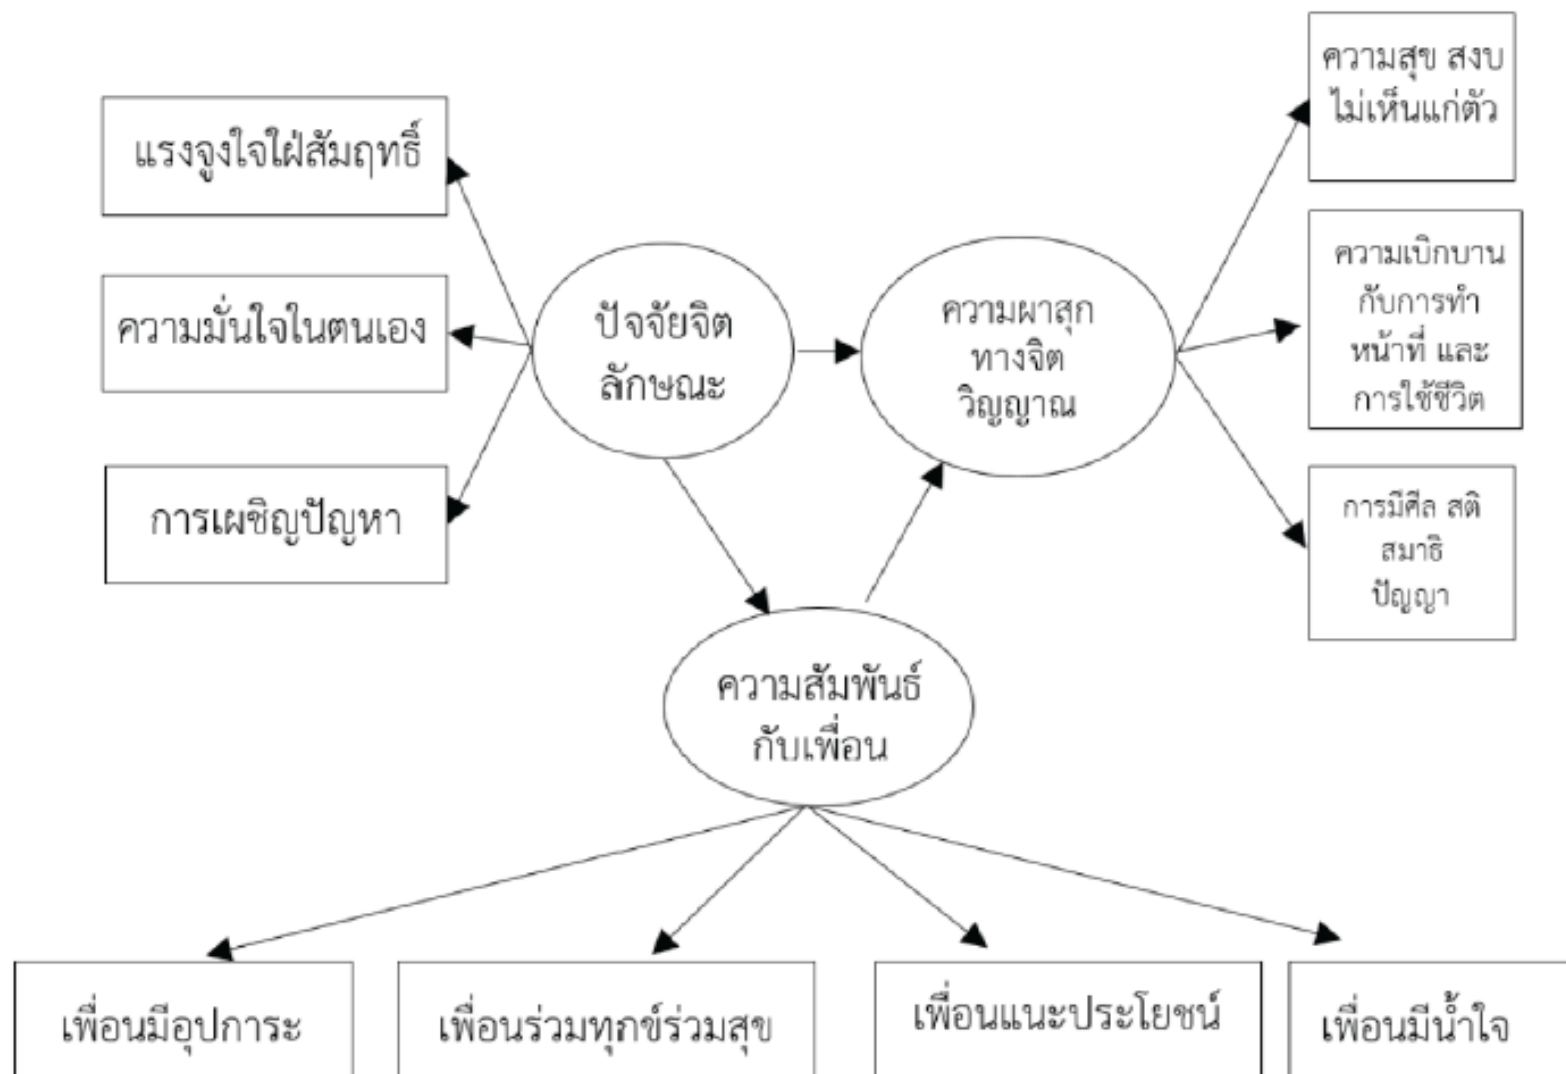 แรงจูงใจใฝ่สัมฤทธิ์
ความมั่นใจในตนเอง
การเผชิญปัญหา
ปัจจัยจิต
ลักษณะ
ความผาสุก
ทางจิต
วิญญาณ
ความสุข สงบ
ไม่เห็นแก่ตัว
ความเบิกบาน
กับการทำ
หน้าที่ และ
การใช้ชีวิต
การมีศีล สติ
สมาธิ
ปัญญา
ความสัมพันธ์
กับเพื่อน
เพื่อนมีอุปการะ
เพื่อนร่วมทุกข์ร่วมสุข
เพื่อนแนะประโยชน์
เพื่อนมีน้ำใจ